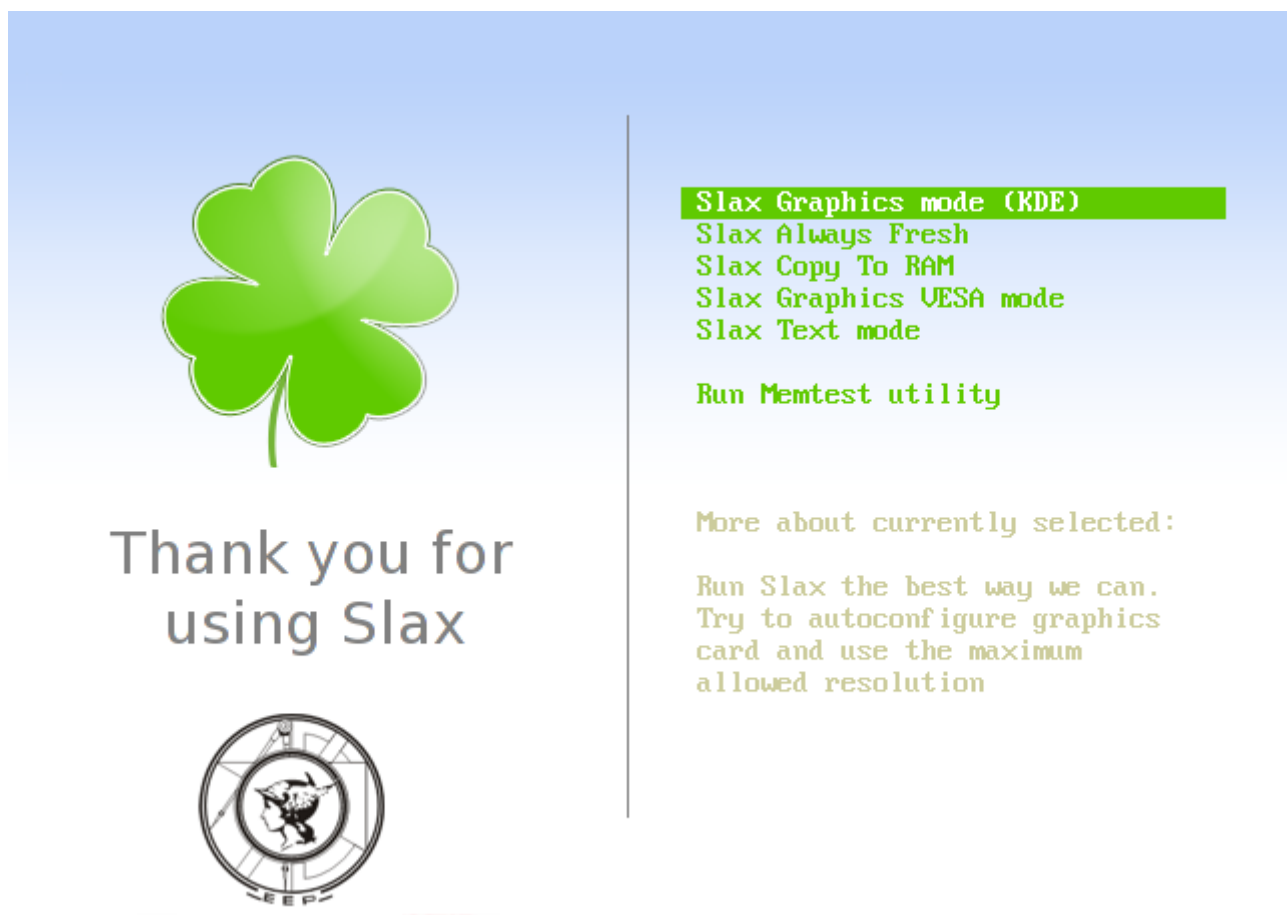 Thank you for
using Slax
EEP
Slax Graphics mode (KDE)
Slax Always Fresh
Slax Copy To RAM
Slax Graphics VESA mode
Slax Text mode
Run Memtest utility
More about currently selected:
Run Slax the best way we can.
Try to autoconfigure graphics
card and use the maximum
allowed resolution